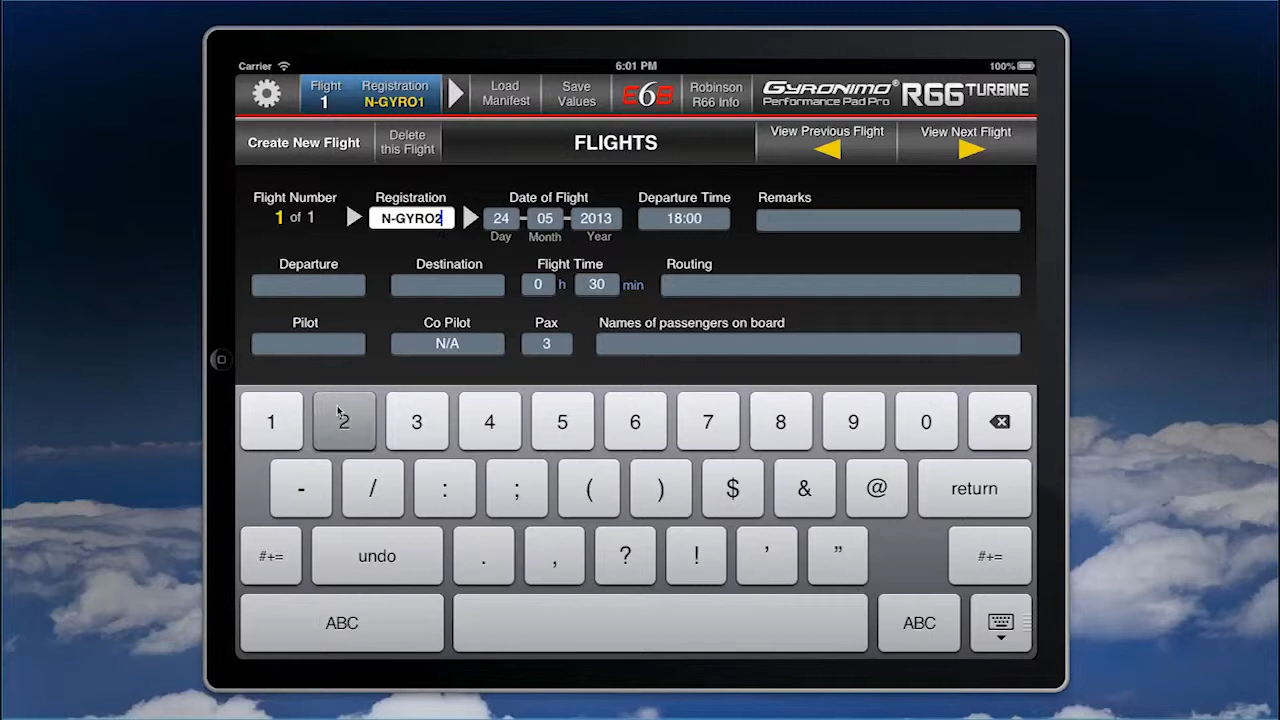 Carrier 6:01 PM 100%
Flight 1
Registration N-GYRO1
Load Manifest
Save Values
E6B
Robinson R66 Info
GYRONIMO® Performance Pad Pro R66 TURBINE
Create New Flight
Delete this Flight
FLIGHTS
View Previous Flight
View Next Flight
Flight Number Registration Date of Flight Departure Time Remarks
1 of 1 N-GYRO2 24 – 05 – 2013 18:00
Day Month Year
Departure Destination Flight Time Routing
0 h 30 min
Pilot Co Pilot Pax Names of passengers on board
N/A 3
1 2 3 4 5 6 7 8 9 0
- / : ; ( ) $ & @ return
#+= undo . , ? ! ’ ” #+=
ABC ABC